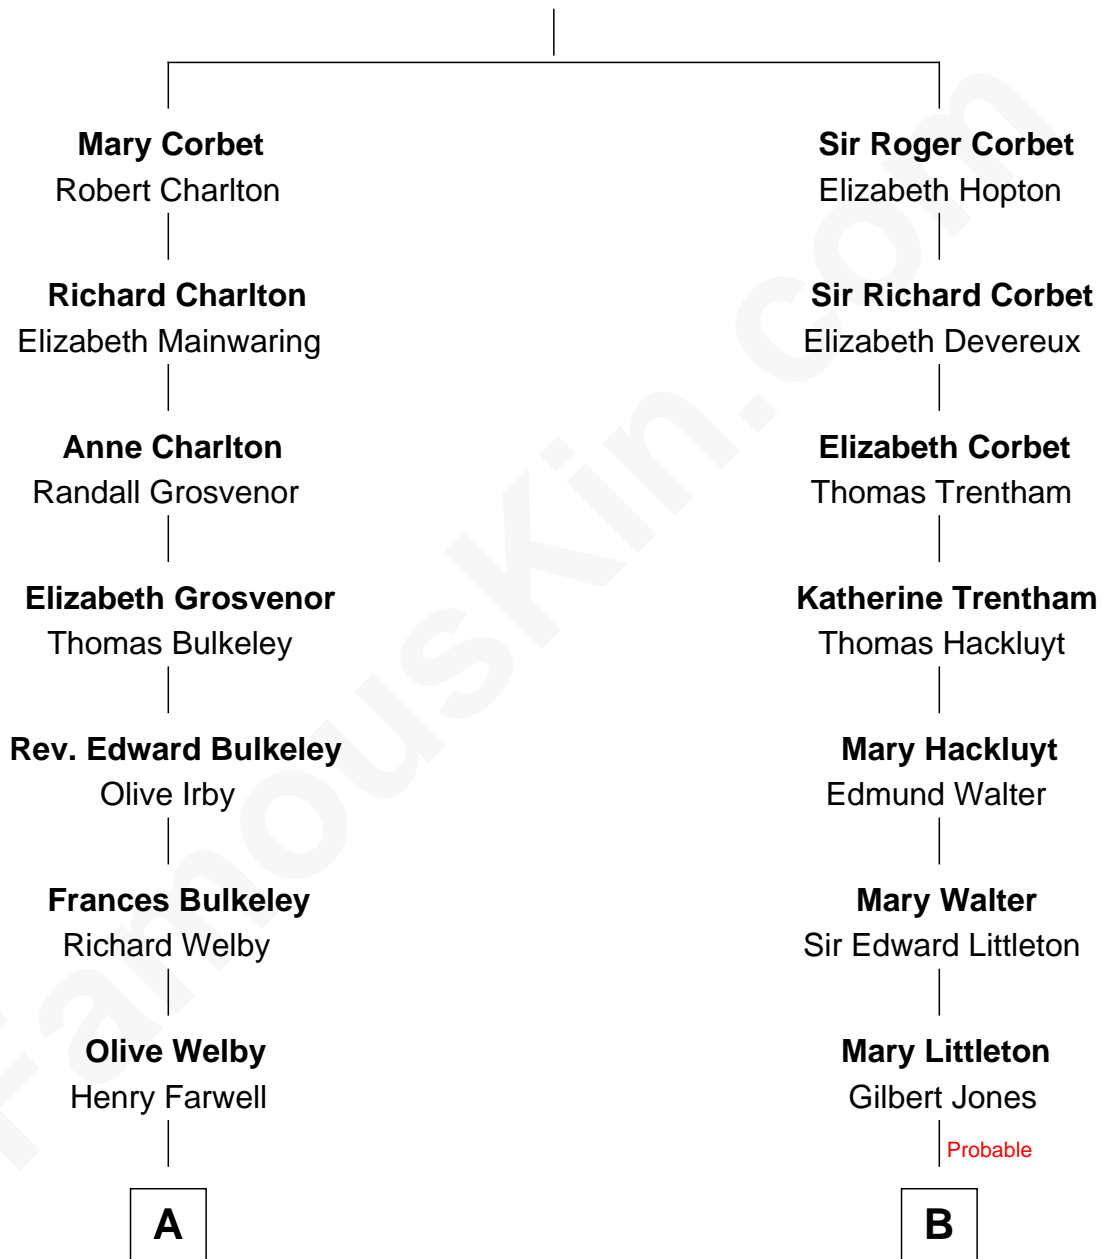 Mary Corbet
Robert Charlton
Richard Charlton
Elizabeth Mainwaring
Anne Charlton
Randall Grosvenor
Elizabeth Grosvenor
Thomas Bulkeley
Rev. Edward Bulkeley
Olive Irby
Frances Bulkeley
Richard Welby
Olive Welby
Henry Farwell
A
Sir Roger Corbet
Elizabeth Hopton
Sir Richard Corbet
Elizabeth Devereux
Elizabeth Corbet
Thomas Trentham
Katherine Trentham
Thomas Hackluyt
Mary Hackluyt
Edmund Walter
Mary Walter
Sir Edward Littleton
Mary Littleton
Gilbert Jones
Probable
B
FamousKin.com